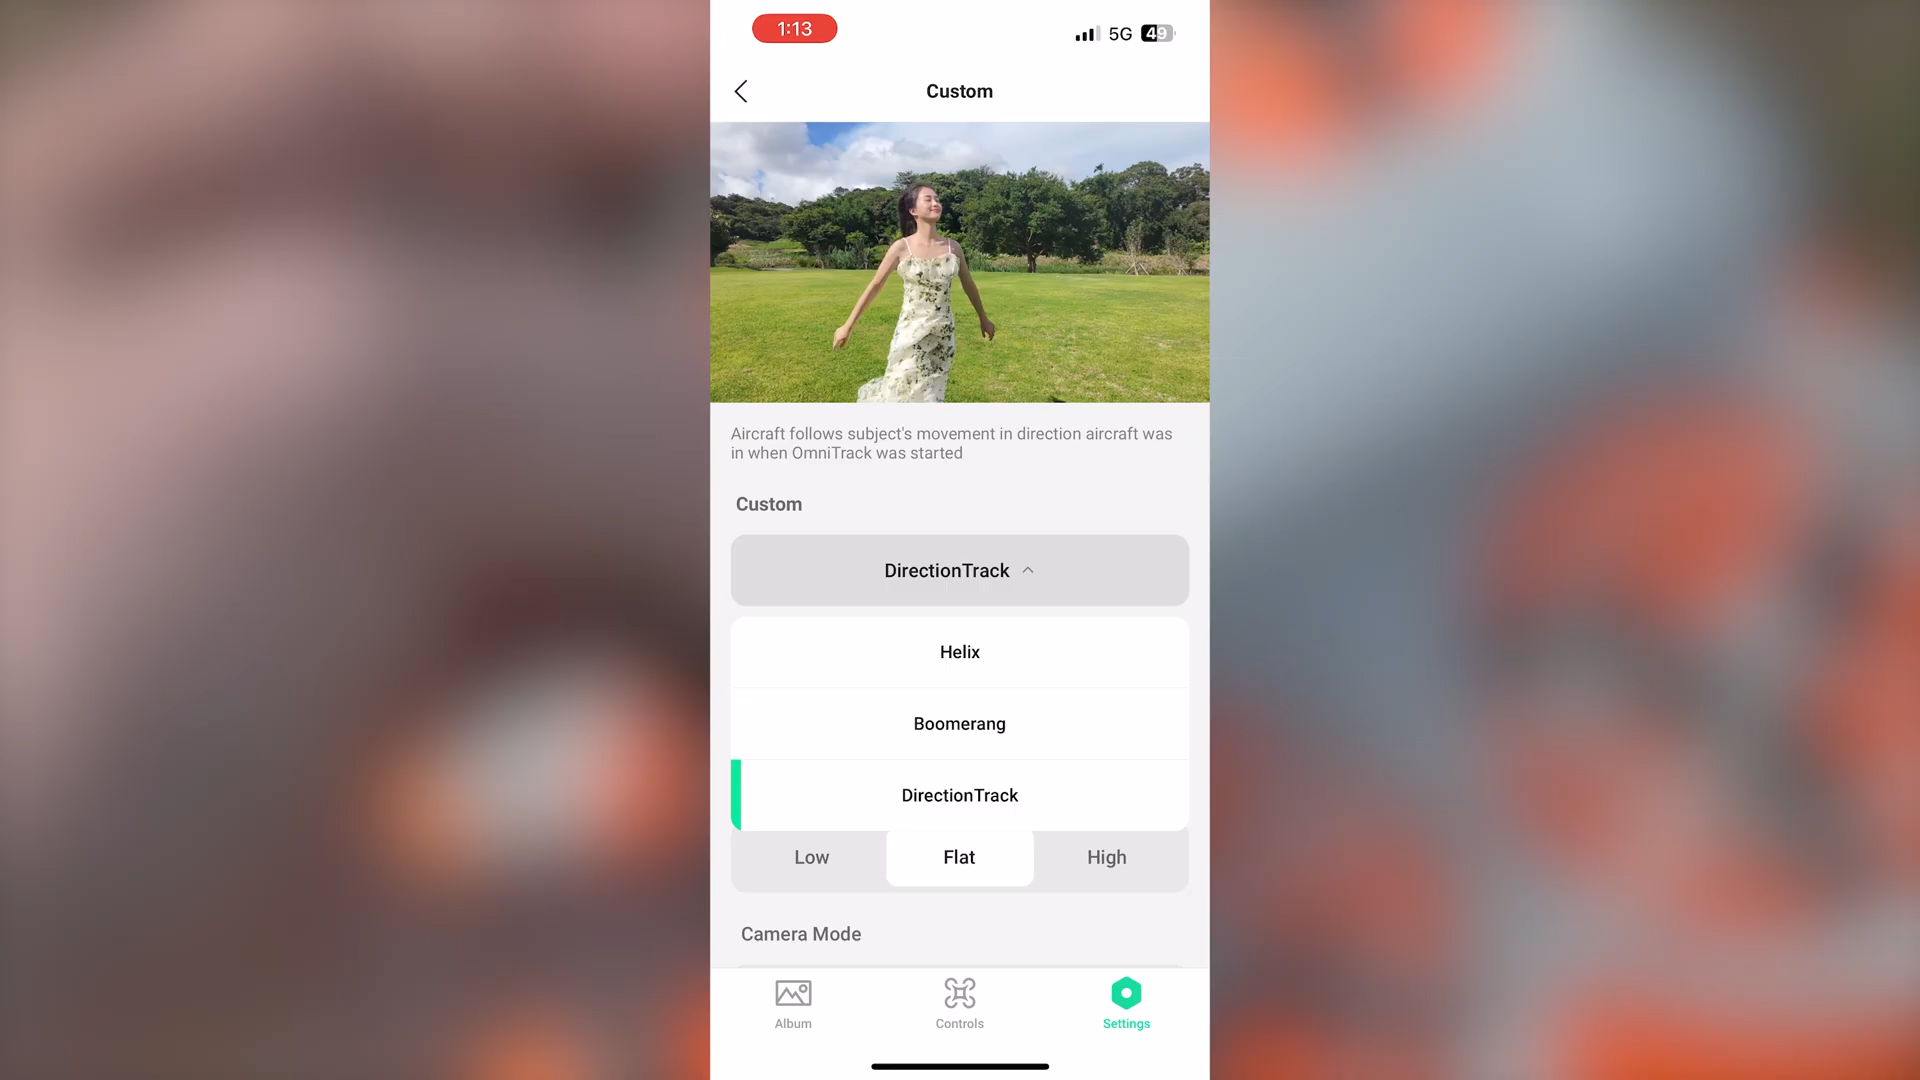 1:13
5G 49
Custom
Aircraft follows subject's movement in direction aircraft was
in when OmniTrack was started
Custom
DirectionTrack
Helix
Boomerang
DirectionTrack
Low Flat High
Camera Mode
Album Controls Settings